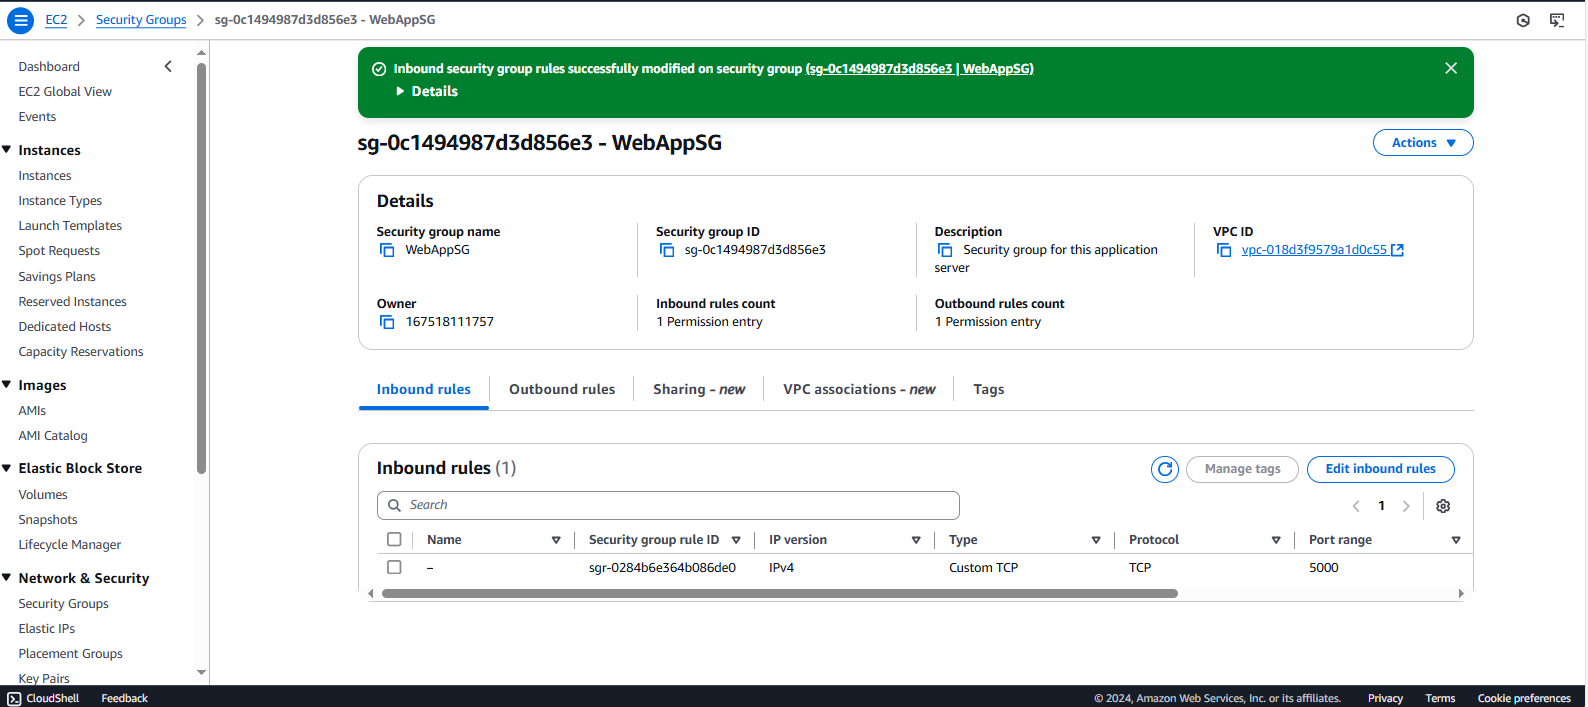 EC2 > Security Groups > sg-0c1494987d3d856e3 - WebAppSG
Dashboard
EC2 Global View
Events
Instances
Instances
Instance Types
Launch Templates
Spot Requests
Savings Plans
Reserved Instances
Dedicated Hosts
Capacity Reservations
Images
AMIs
AMI Catalog
Elastic Block Store
Volumes
Snapshots
Lifecycle Manager
Network & Security
Security Groups
Elastic IPs
Placement Groups
Key Pairs
Inbound security group rules successfully modified on security group (sg-0c1494987d3d856e3 | WebAppSG)
Details
sg-0c1494987d3d856e3 - WebAppSG
Actions
Details
Security group name
WebAppSG
Security group ID
sg-0c1494987d3d856e3
Description
Security group for this application
server
VPC ID
vpc-018d3f9579a1d0c55
Owner
167518111757
Inbound rules count
1 Permission entry
Outbound rules count
1 Permission entry
Inbound rules Outbound rules Sharing - new VPC associations - new Tags
Inbound rules (1)
Manage tags
Edit inbound rules
Search
1
Name Security group rule ID IP version Type Protocol Port range
– sgr-0284b6e364b086de0 IPv4 Custom TCP TCP 5000
CloudShell Feedback © 2024, Amazon Web Services, Inc. or its affiliates. Privacy Terms Cookie preferences